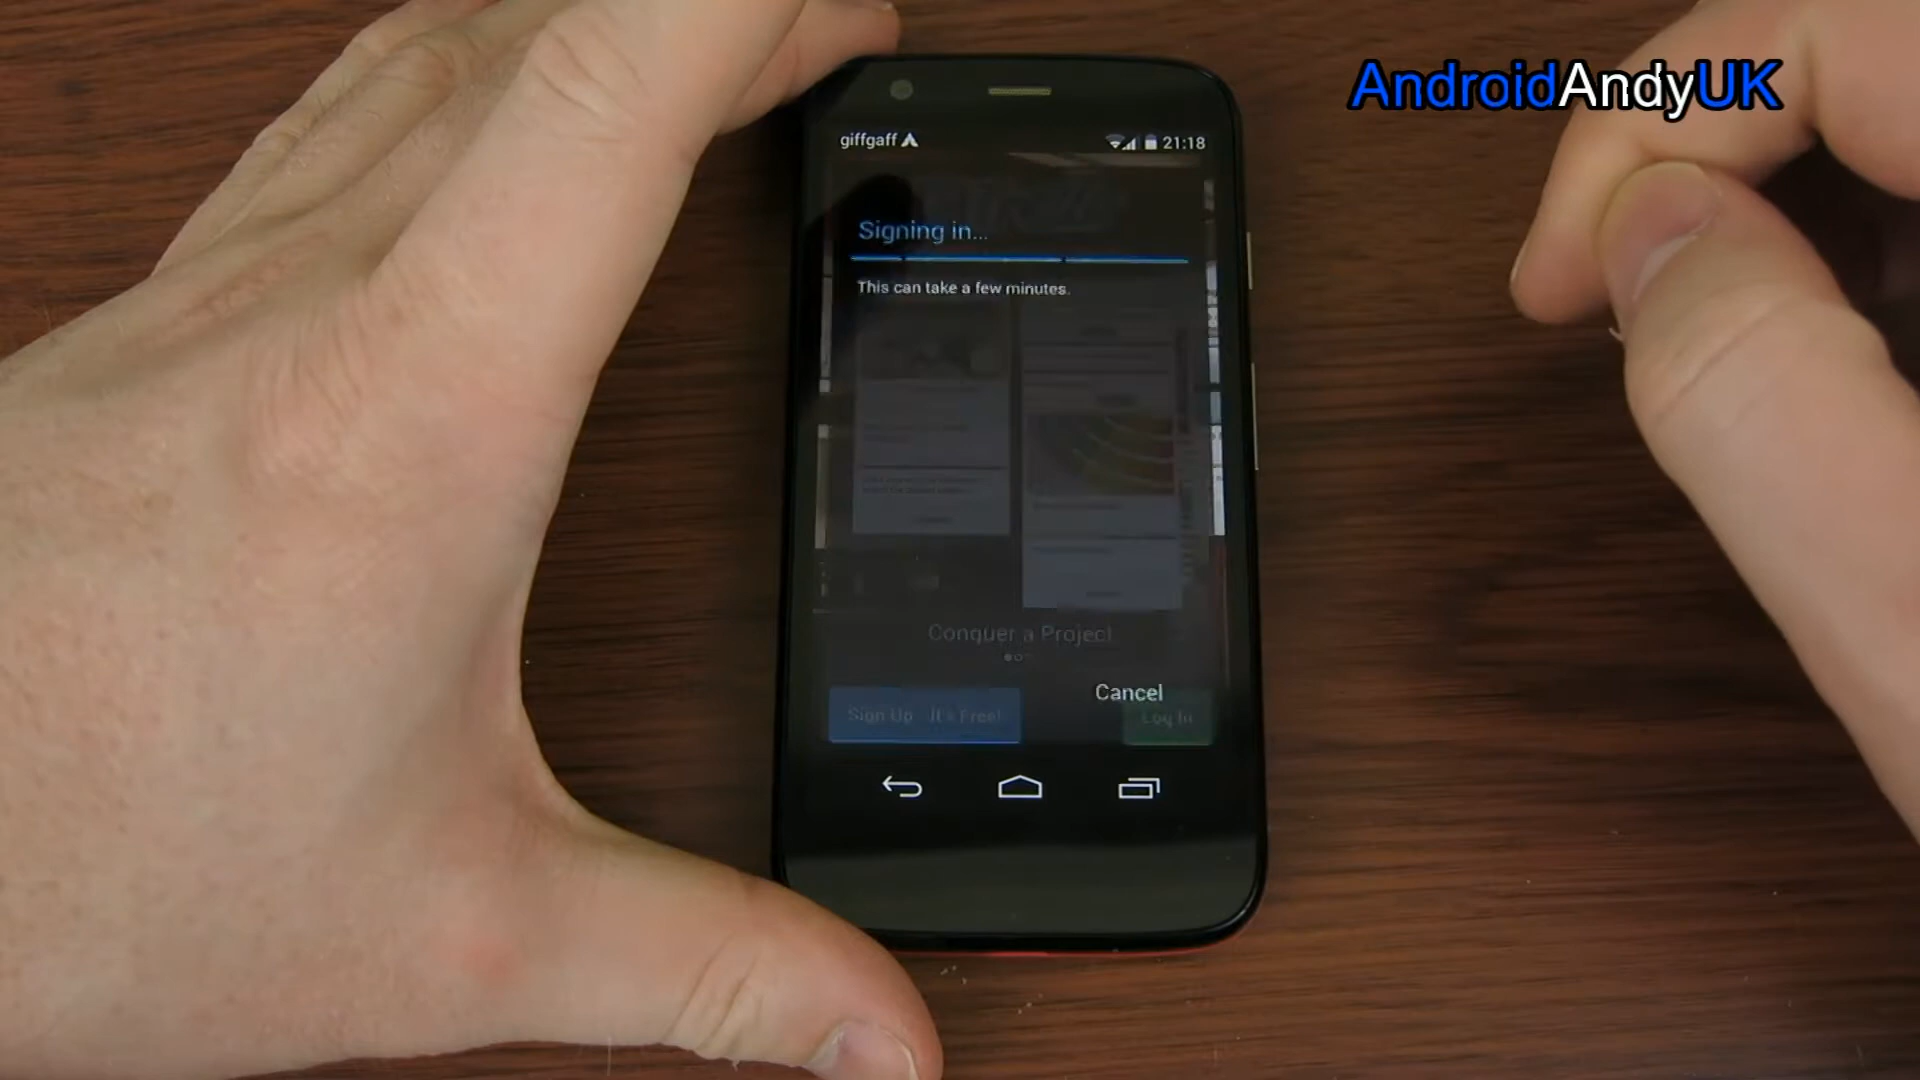 AndroidAndyUK
giffgaff
21:18
Signing in...
This can take a few minutes.
Conquer a Project
Cancel
Sign Up It's Free!
Log In